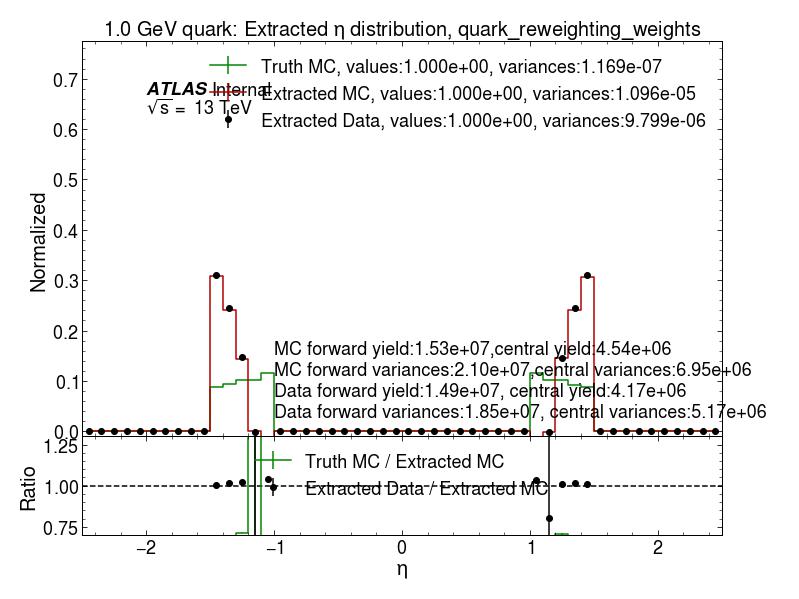 1.0 GeV quark: Extracted η distribution, quark_reweighting_weights
Truth MC, values:1.000e+00, variances:1.169e-07
ATLAS Internal
Extracted MC, values:1.000e+00, variances:1.096e-05
√s = 13 TeV
Extracted Data, values:1.000e+00, variances:9.799e-06
Normalized
0.7
0.6
0.5
0.4
0.3
0.2
0.1
0.0
MC forward yield:1.53e+07,central yield:4.54e+06
MC forward variances:2.10e+07,central variances:6.95e+06
Data forward yield:1.49e+07, central yield:4.17e+06
Data forward variances:1.85e+07, central variances:5.17e+06
Ratio
1.25
1.00
0.75
Truth MC / Extracted MC
Extracted Data / Extracted MC
−2 −1 0 1 2
η